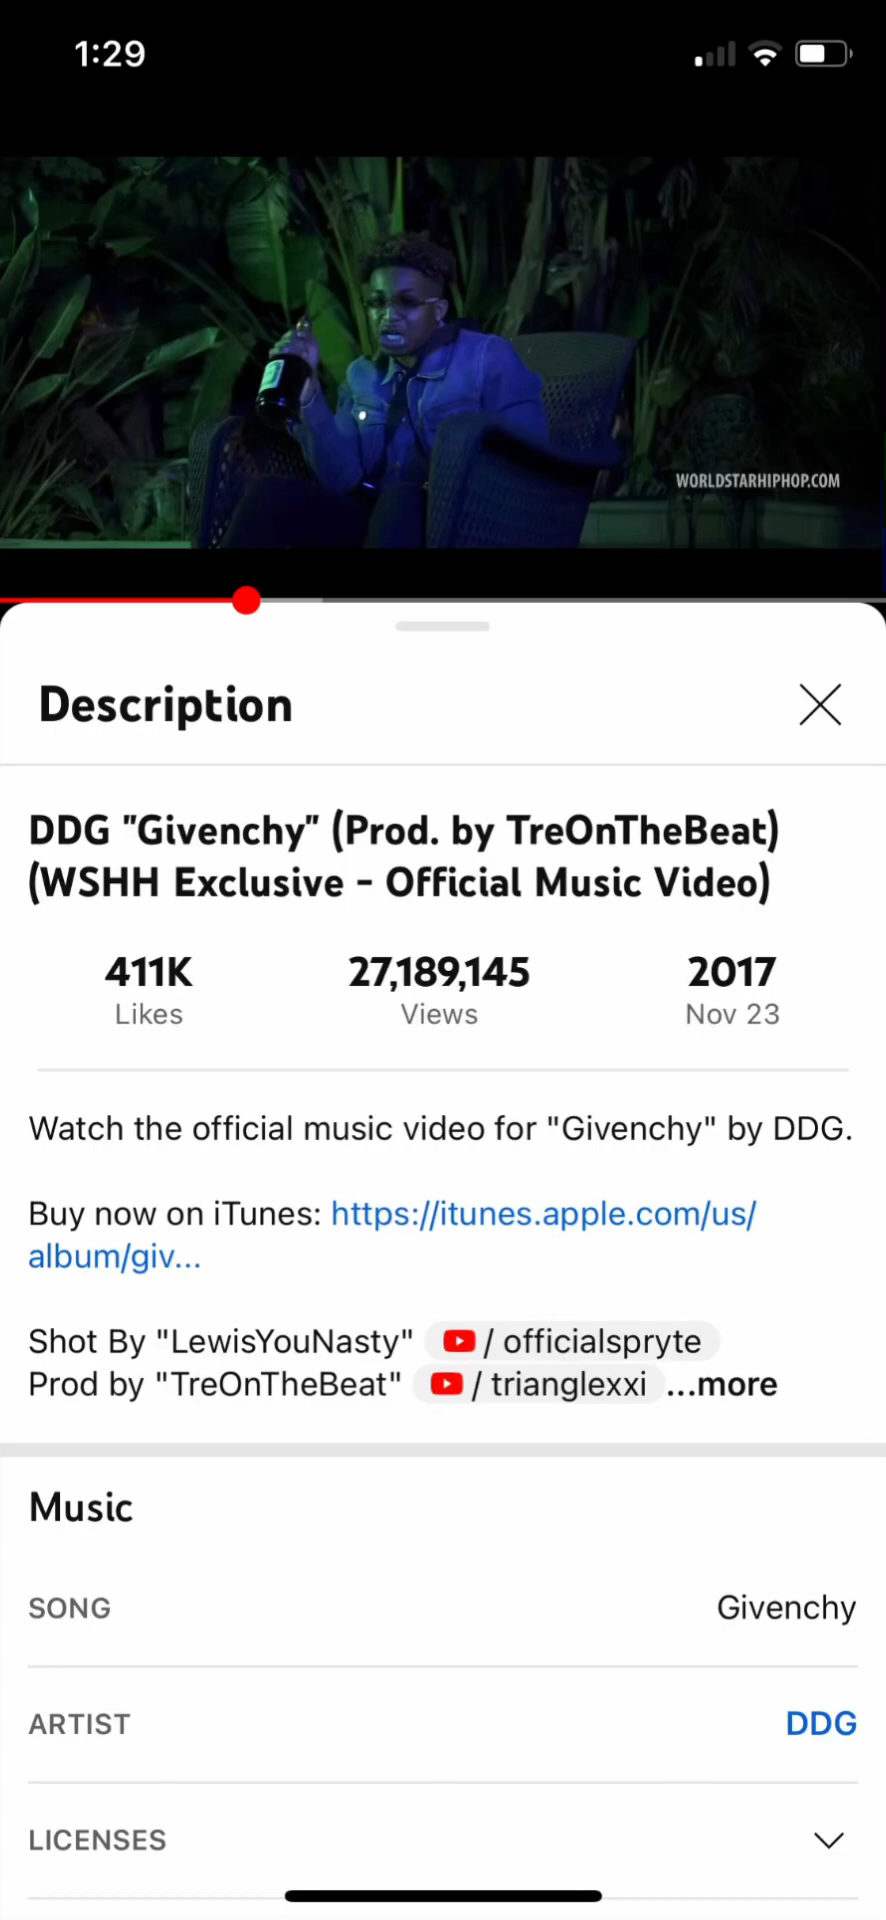 1:29
WORLDSTARHIPHOP.COM
Description
DDG "Givenchy" (Prod. by TreOnTheBeat)
(WSHH Exclusive - Official Music Video)
411K 27,189,145 2017
Likes Views Nov 23
Watch the official music video for "Givenchy" by DDG.
Buy now on iTunes: https://itunes.apple.com/us/
album/giv...
Shot By "LewisYouNasty" / officialspryte
Prod by "TreOnTheBeat" / trianglexxi ...more
Music
SONG Givenchy
ARTIST DDG
LICENSES